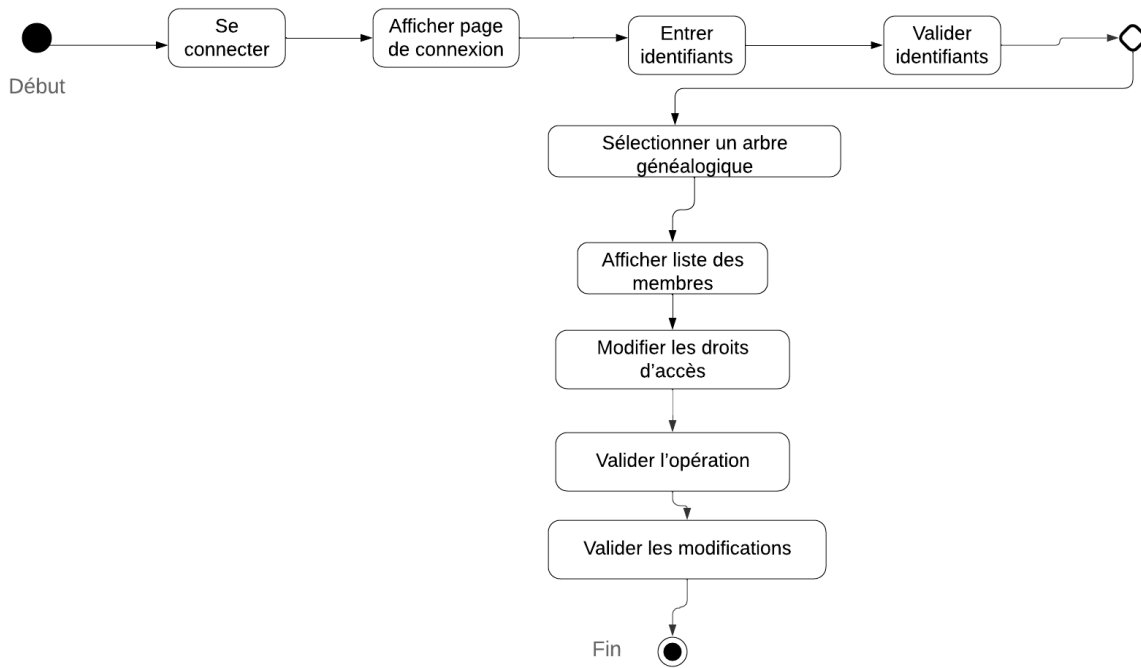 Se
connecter
Afficher page
de connexion
Entrer
identifiants
Valider
identifiants
Début
Sélectionner un arbre
généalogique
Afficher liste des
membres
Modifier les droits
d’accès
Valider l’opération
Valider les modifications
Fin